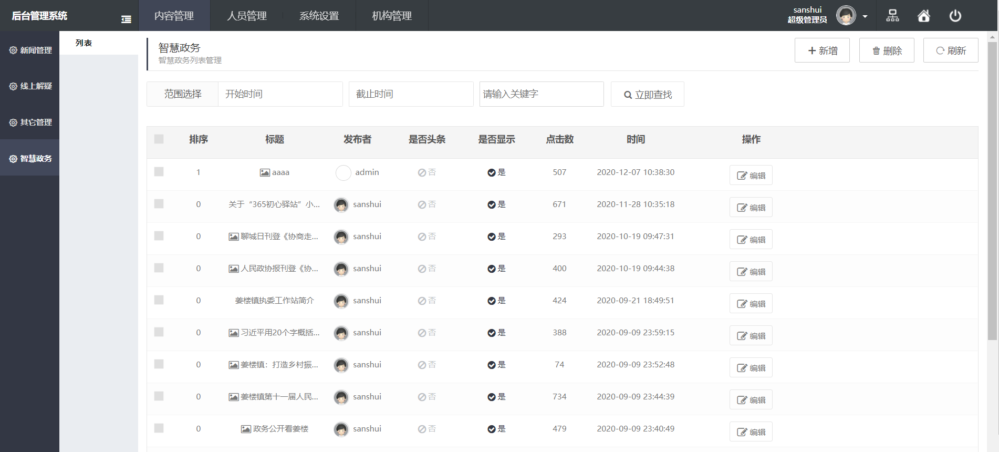 后台管理系统
内容管理 人员管理 系统设置 机构管理
sanshui
超级管理员
新闻管理
线上解疑
其它管理
智慧政务
列表
智慧政务
智慧政务列表管理
新增 删除 刷新
范围选择 开始时间 截止时间 请输入关键字 立即查找
排序 标题 发布者 是否头条 是否显示 点击数 时间 操作
1 aaaa admin 否 是 507 2020-12-07 10:38:30 编辑
0 关于“365初心驿站”小... sanshui 否 是 671 2020-11-28 10:35:18 编辑
0 聊城日刊登《协商走... sanshui 否 是 293 2020-10-19 09:47:31 编辑
0 人民政协报刊登《协... sanshui 否 是 400 2020-10-19 09:44:38 编辑
0 姜楼镇执委工作站简介 sanshui 否 是 424 2020-09-21 18:49:51 编辑
0 习近平用20个字概括... sanshui 否 是 388 2020-09-09 23:59:15 编辑
0 姜楼镇：打造乡村振... sanshui 否 是 74 2020-09-09 23:52:48 编辑
0 姜楼镇第十一届人民... sanshui 否 是 734 2020-09-09 23:44:39 编辑
0 政务公开看姜楼 sanshui 否 是 479 2020-09-09 23:40:49 编辑